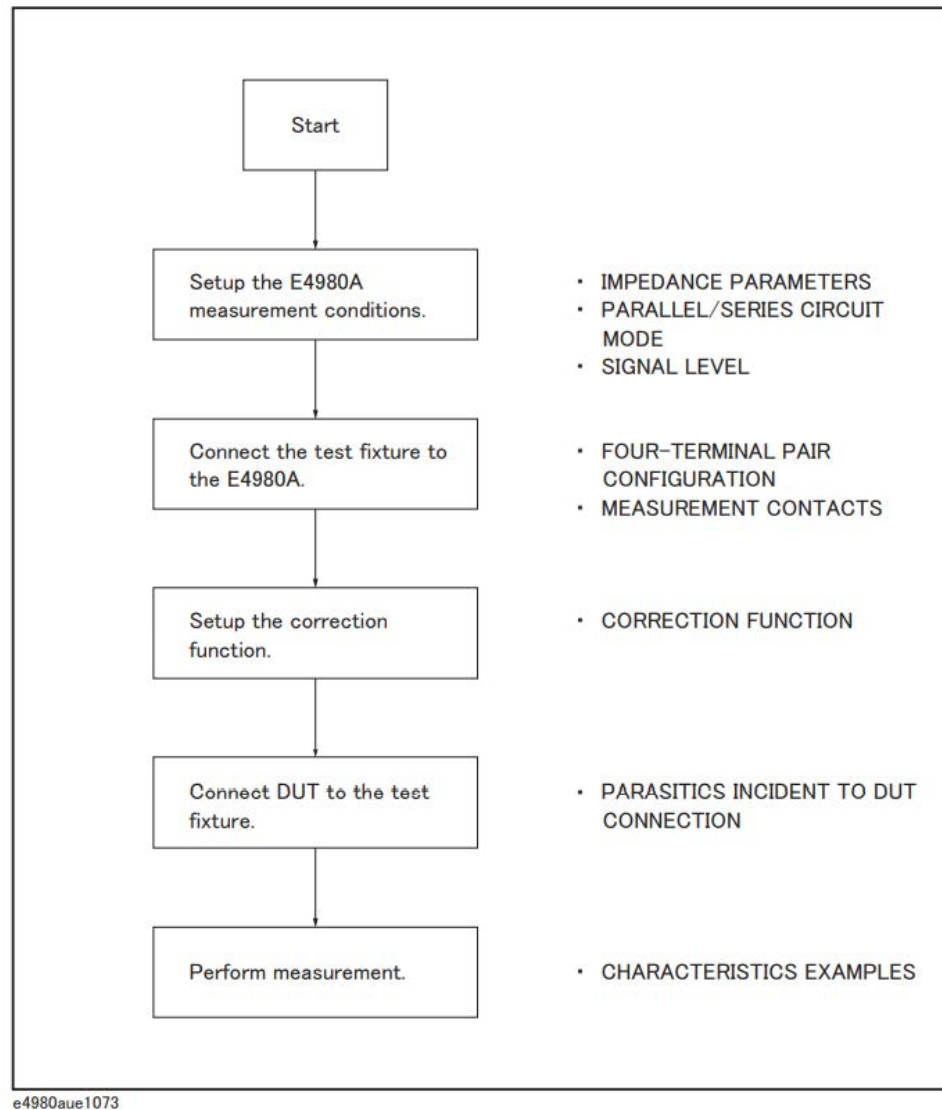 Start
Setup the E4980A
measurement conditions.
・ IMPEDANCE PARAMETERS
・ PARALLEL/SERIES CIRCUIT
MODE
・ SIGNAL LEVEL
Connect the test fixture to
the E4980A.
・ FOUR-TERMINAL PAIR
CONFIGURATION
・ MEASUREMENT CONTACTS
Setup the correction
function.
・ CORRECTION FUNCTION
Connect DUT to the test
fixture.
・ PARASITICS INCIDENT TO DUT
CONNECTION
Perform measurement.
・ CHARACTERISTICS EXAMPLES
e4980aue1073